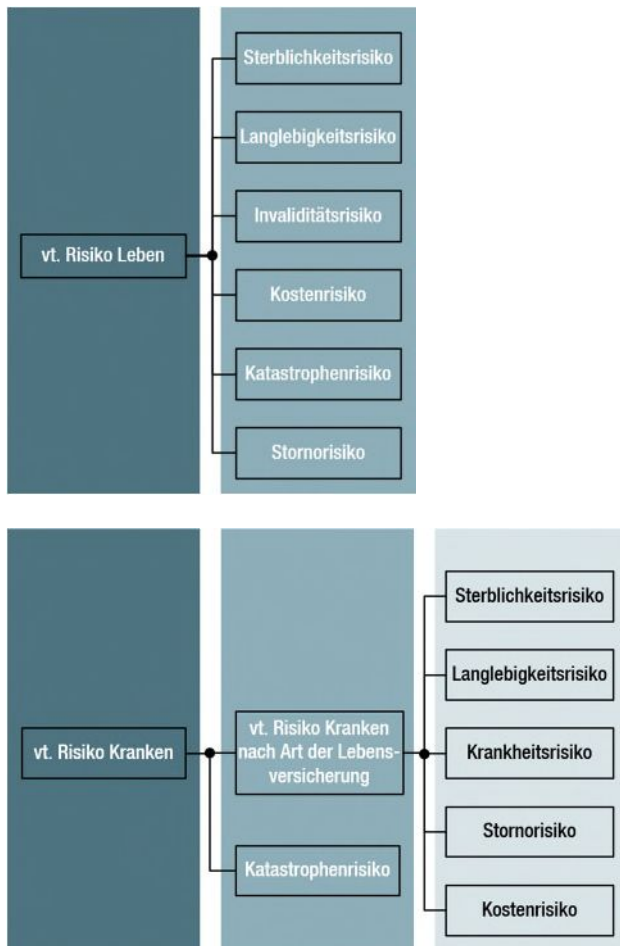 vt. Risiko Leben
Sterblichkeitsrisiko
Langlebigkeitsrisiko
Invaliditätsrisiko
Kostenrisiko
Katastrophenrisiko
Stornorisiko
vt. Risiko Kranken
vt. Risiko Kranken
nach Art der Lebens-
versicherung
Katastrophenrisiko
Sterblichkeitsrisiko
Langlebigkeitsrisiko
Krankheitsrisiko
Stornorisiko
Kostenrisiko